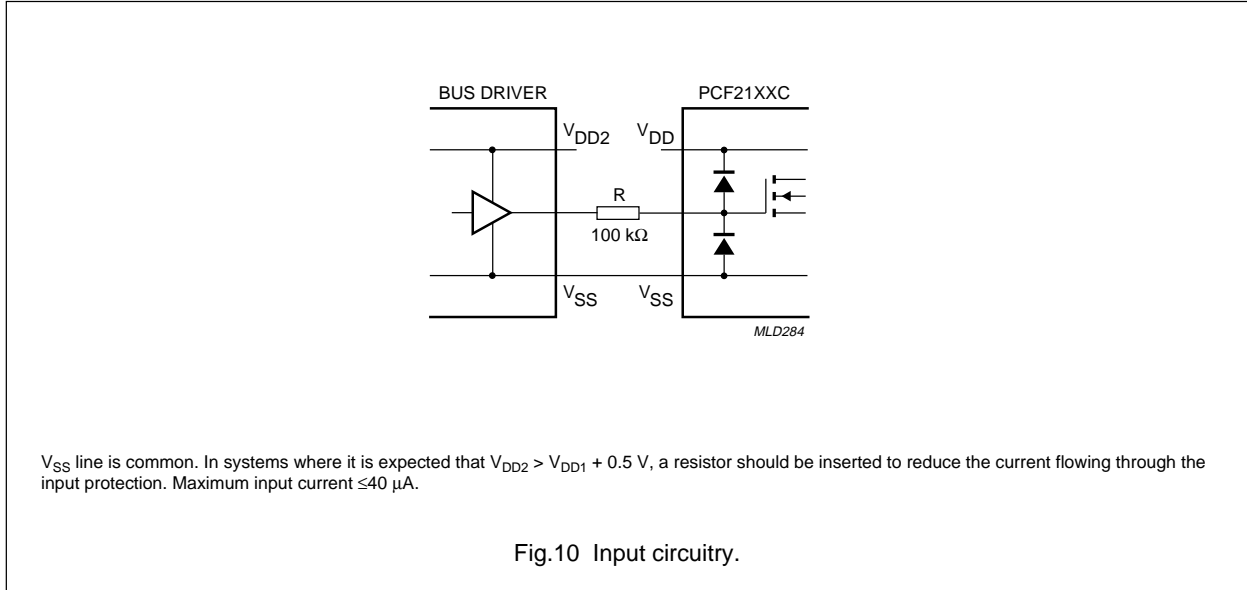 BUS DRIVER
PCF21XXC
VDD2
VDD
R
100 kΩ
VSS
VSS
MLD284
VSS line is common. In systems where it is expected that VDD2 > VDD1 + 0.5 V, a resistor should be inserted to reduce the current flowing through the
input protection. Maximum input current ≤40 μA.
Fig.10 Input circuitry.